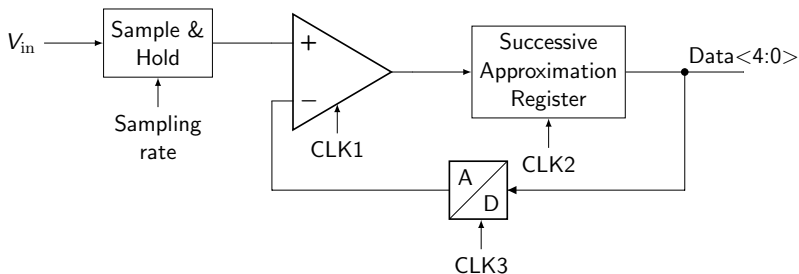 V_in
Sample &
Hold
Sampling
rate
+
−
CLK1
Successive
Approximation
Register
CLK2
Data<4:0>
A
D
CLK3